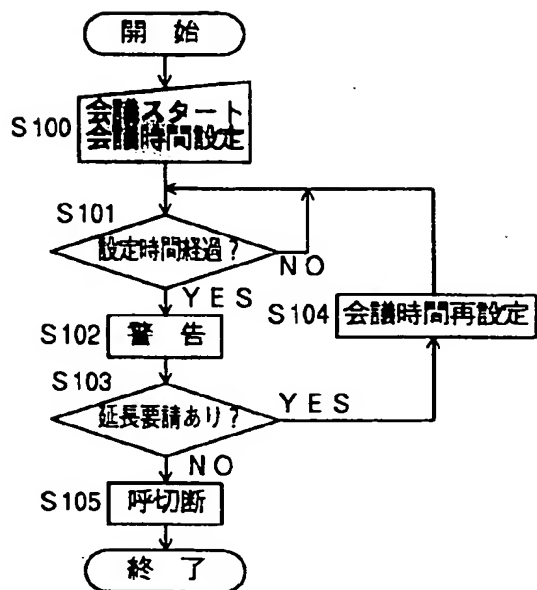 開 始
S100
会議スタート
会議時間設定
S101
設定時間経過?
NO
YES
S102
警 告
S104
会議時間再設定
S103
延長要請あり?
YES
NO
S105
呼切断
終 了